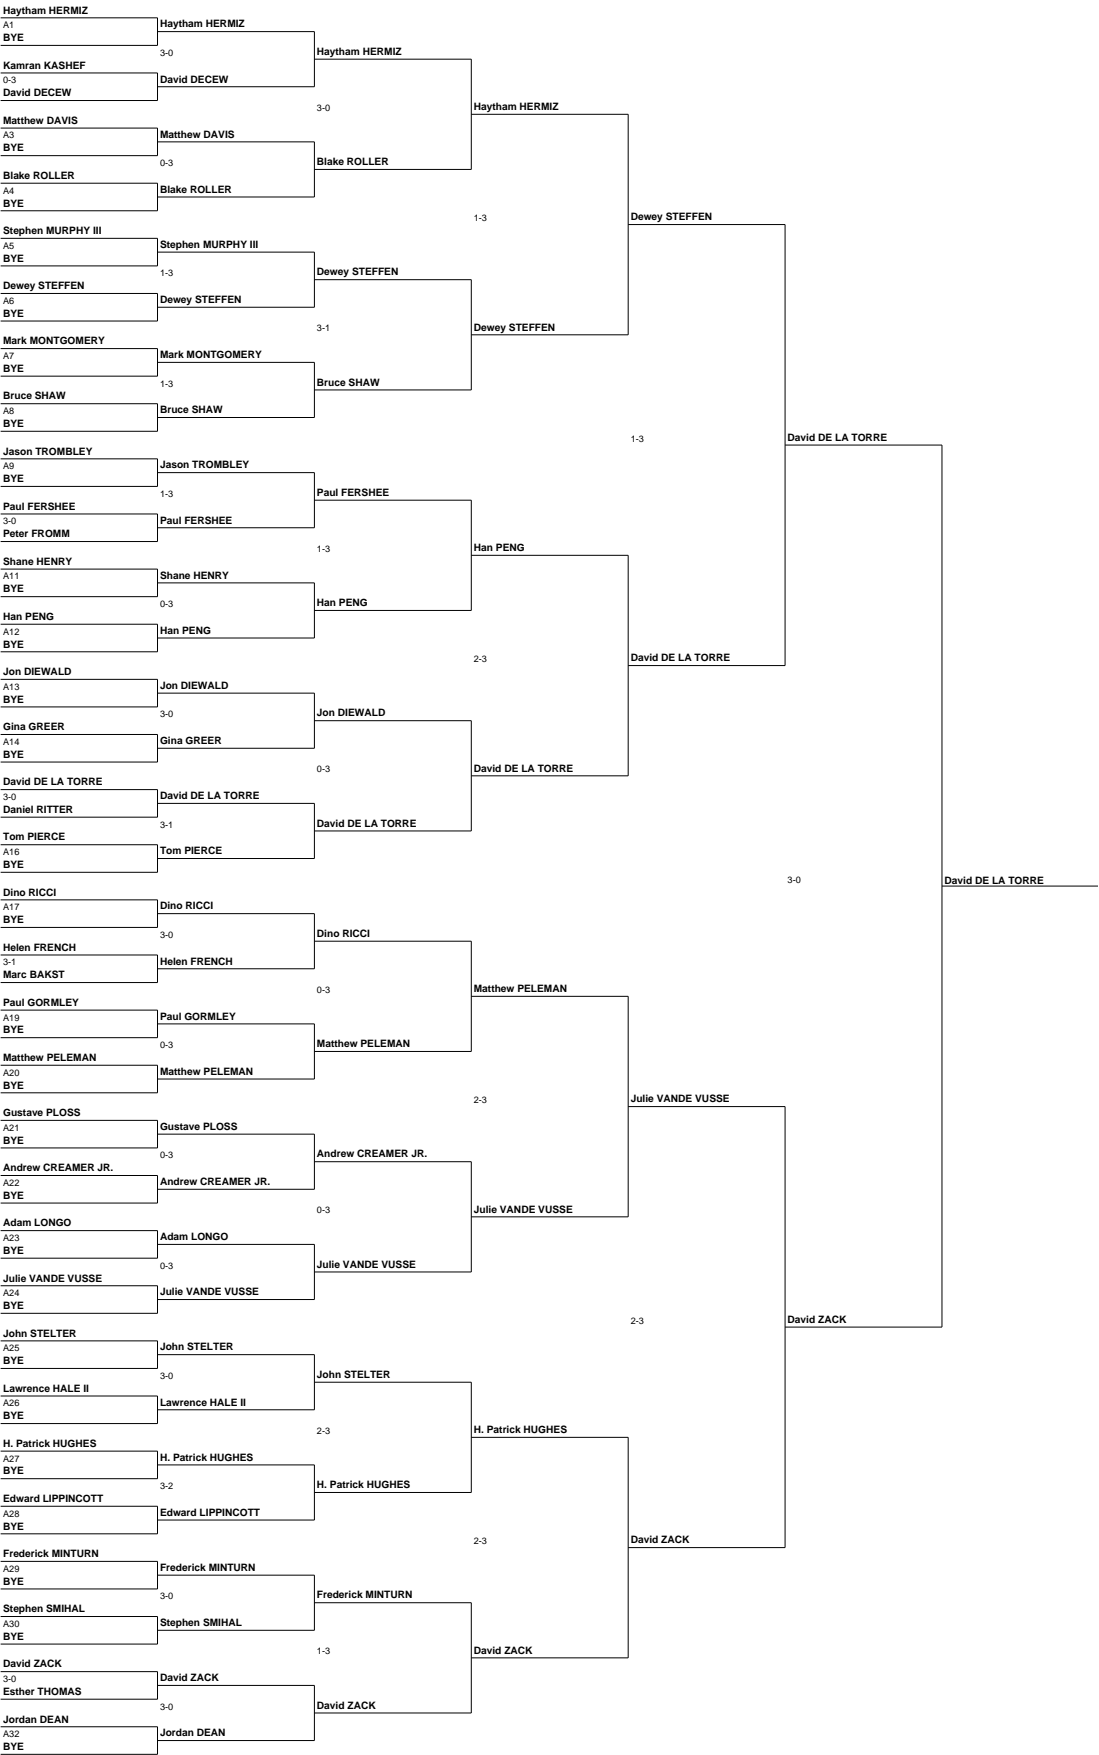 Haytham HERMIZ
A1
BYE
Kamran KASHEF
0-3
David DECEW
Matthew DAVIS
A3
BYE
Blake ROLLER
A4
BYE
Stephen MURPHY III
A5
BYE
Dewey STEFFEN
A6
BYE
Mark MONTGOMERY
A7
BYE
Bruce SHAW
A8
BYE
Jason TROMBLEY
A9
BYE
Paul FERSHEE
3-0
Peter FROMM
Shane HENRY
A11
BYE
Han PENG
A12
BYE
Jon DIEWALD
A13
BYE
Gina GREER
A14
BYE
David DE LA TORRE
3-0
Daniel RITTER
Tom PIERCE
A16
BYE
Dino RICCI
A17
BYE
Helen FRENCH
3-1
Marc BAKST
Paul GORMLEY
A19
BYE
Matthew PELEMAN
A20
BYE
Gustave PLOSS
A21
BYE
Andrew CREAMER JR.
A22
BYE
Adam LONGO
A23
BYE
Julie VANDE VUSSE
A24
BYE
John STELTER
A25
BYE
Lawrence HALE II
A26
BYE
H. Patrick HUGHES
A27
BYE
Edward LIPPINCOTT
A28
BYE
Frederick MINTURN
A29
BYE
Stephen SMIHAL
A30
BYE
David ZACK
3-0
Esther THOMAS
Jordan DEAN
A32
BYE
Haytham HERMIZ
3-0
David DECEW
Matthew DAVIS
0-3
Blake ROLLER
Stephen MURPHY III
1-3
Dewey STEFFEN
Mark MONTGOMERY
1-3
Bruce SHAW
Jason TROMBLEY
1-3
Paul FERSHEE
Shane HENRY
0-3
Han PENG
Jon DIEWALD
3-0
Gina GREER
David DE LA TORRE
3-1
Tom PIERCE
Dino RICCI
3-0
Helen FRENCH
Paul GORMLEY
0-3
Matthew PELEMAN
Gustave PLOSS
0-3
Andrew CREAMER JR.
Adam LONGO
0-3
Julie VANDE VUSSE
John STELTER
3-0
Lawrence HALE II
H. Patrick HUGHES
3-2
Edward LIPPINCOTT
Frederick MINTURN
3-0
Stephen SMIHAL
David ZACK
3-0
Jordan DEAN
Haytham HERMIZ
3-0
Blake ROLLER
Dewey STEFFEN
3-1
Bruce SHAW
Paul FERSHEE
1-3
Han PENG
Jon DIEWALD
0-3
David DE LA TORRE
Dino RICCI
0-3
Matthew PELEMAN
Andrew CREAMER JR.
0-3
Julie VANDE VUSSE
John STELTER
2-3
H. Patrick HUGHES
Frederick MINTURN
1-3
David ZACK
Haytham HERMIZ
1-3
Dewey STEFFEN
Han PENG
2-3
David DE LA TORRE
Matthew PELEMAN
2-3
Julie VANDE VUSSE
H. Patrick HUGHES
2-3
David ZACK
Dewey STEFFEN
1-3
David DE LA TORRE
Julie VANDE VUSSE
2-3
David ZACK
David DE LA TORRE
3-0
David ZACK
David DE LA TORRE